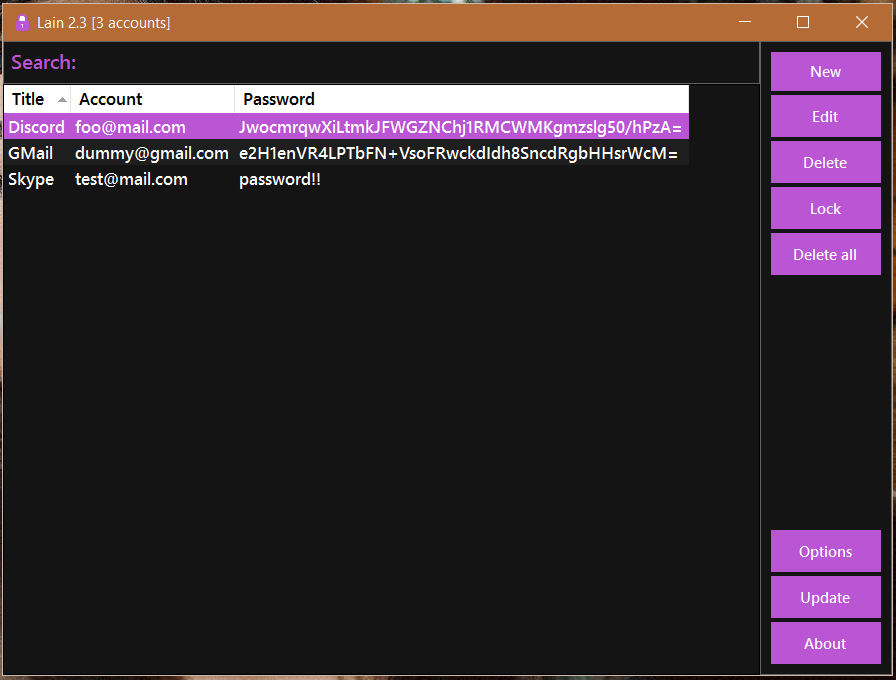 Lain 2.3 [3 accounts]
Search:
Title Account Password
Discord foo@mail.com JwocmrqwXiLtmkJFWGZNChj1RMCWMKgmzslg50/hPzA=
GMail dummy@gmail.com e2H1enVR4LPTbFN+VsoFRwckdIdh8SncdRgbHHsrWcM=
Skype test@mail.com password!!
New
Edit
Delete
Lock
Delete all
Options
Update
About